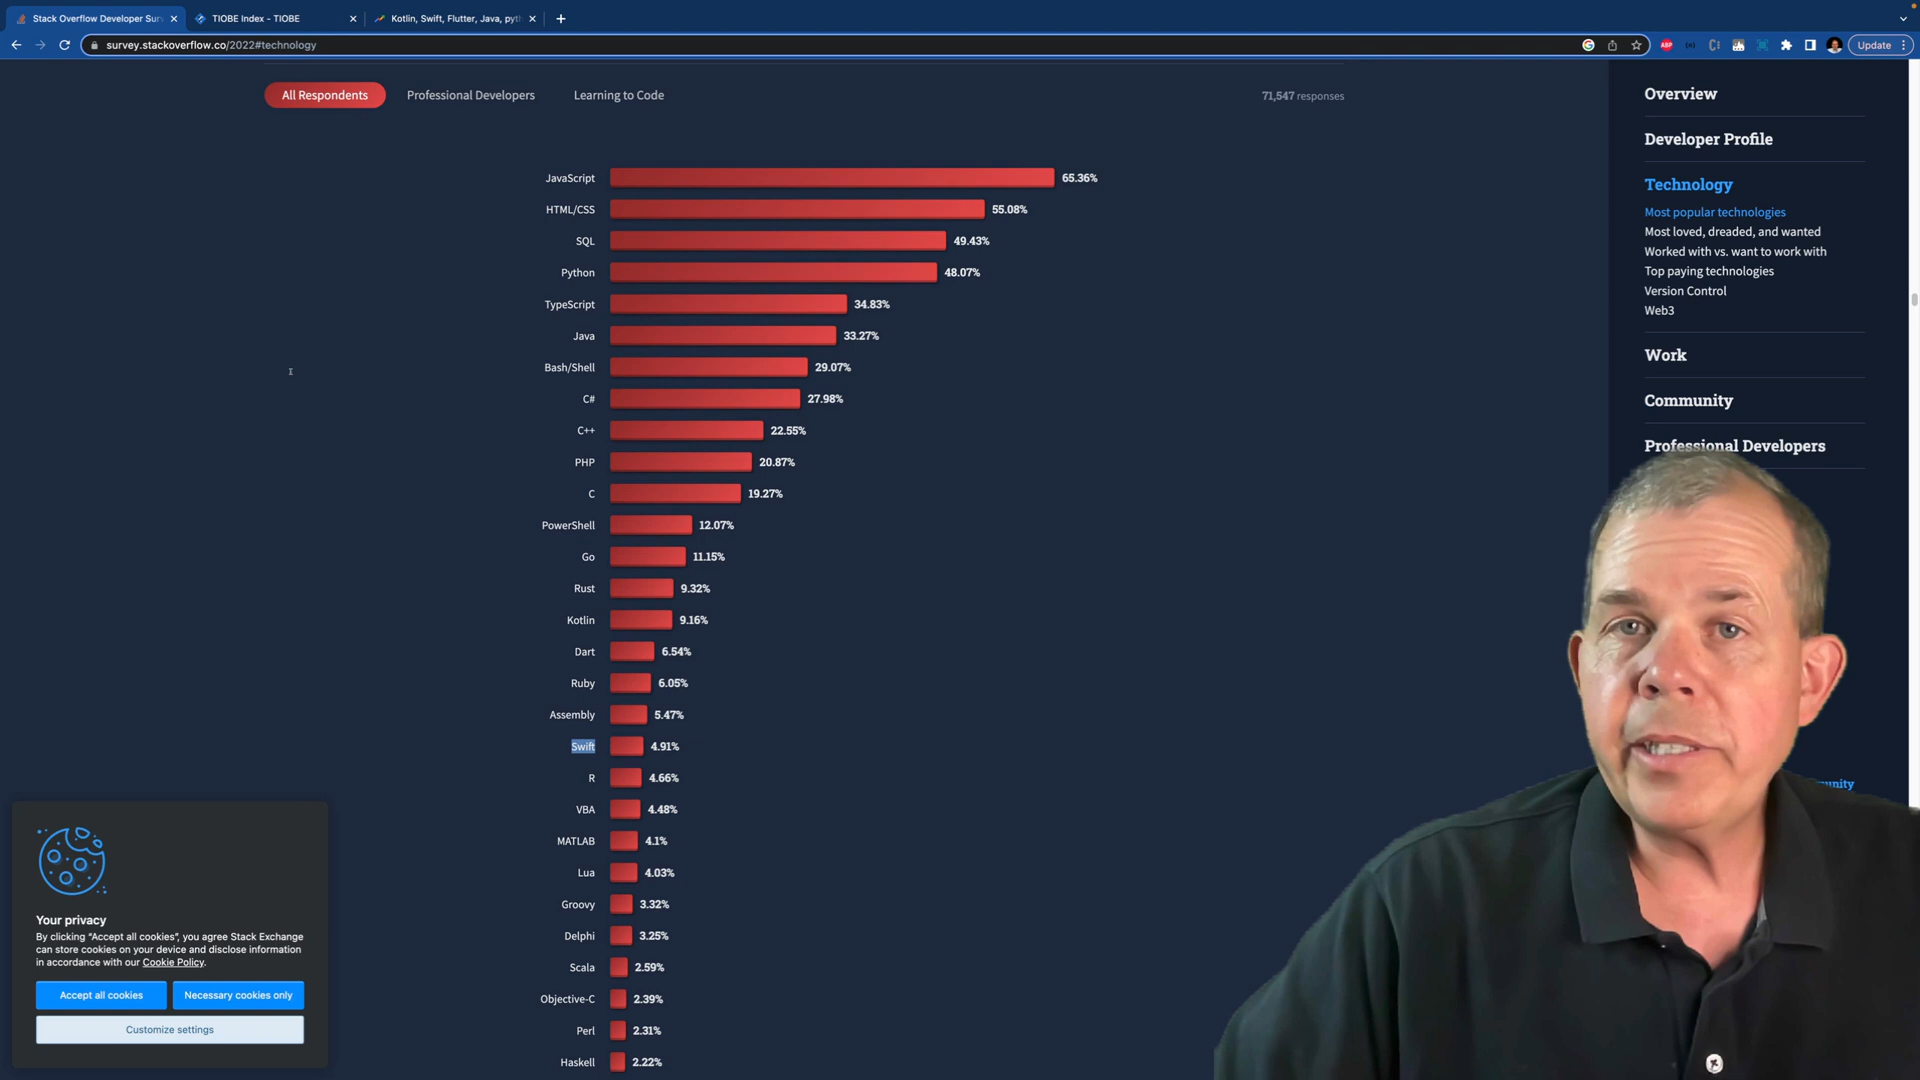 Stack Overflow Developer Sur
TIOBE Index - TIOBE
Kotlin, Swift, Flutter, Java, pyth
survey.stackoverflow.co/2022#technology
ABP
Update
All Respondents
Professional Developers
Learning to Code
71,547 responses
JavaScript 65.36%
HTML/CSS 55.08%
SQL 49.43%
Python 48.07%
TypeScript 34.83%
Java 33.27%
Bash/Shell 29.07%
C# 27.98%
C++ 22.55%
PHP 20.87%
C 19.27%
PowerShell 12.07%
Go 11.15%
Rust 9.32%
Kotlin 9.16%
Dart 6.54%
Ruby 6.05%
Assembly 5.47%
Swift 4.91%
R 4.66%
VBA 4.48%
MATLAB 4.1%
Lua 4.03%
Groovy 3.32%
Delphi 3.25%
Scala 2.59%
Objective-C 2.39%
Perl 2.31%
Haskell 2.22%
Overview
Developer Profile
Technology
Most popular technologies
Most loved, dreaded, and wanted
Worked with vs. want to work with
Top paying technologies
Version Control
Web3
Work
Community
Professional Developers
unity
Your privacy
By clicking “Accept all cookies”, you agree Stack Exchange
can store cookies on your device and disclose information
in accordance with our Cookie Policy.
Accept all cookies
Necessary cookies only
Customize settings